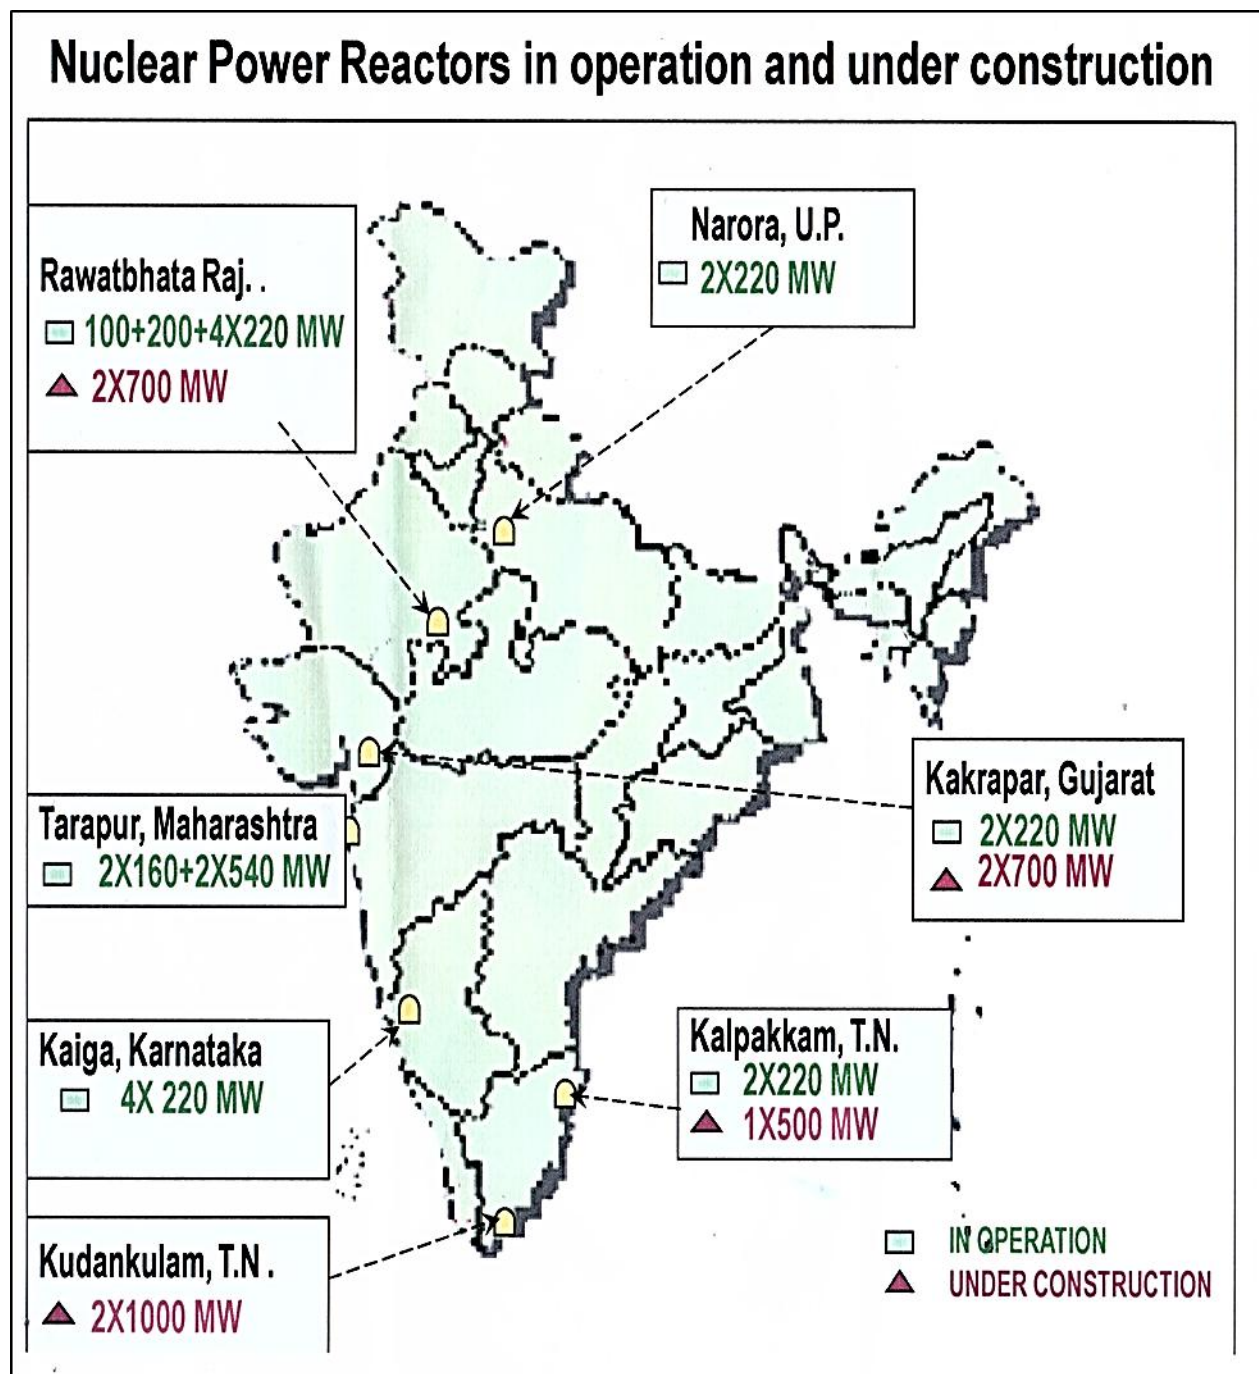 Nuclear Power Reactors in operation and under construction
Narora, U.P.
2X220 MW
Rawatbhata Raj. .
100+200+4X220 MW
2X700 MW
Kakrapar, Gujarat
2X220 MW
2X700 MW
Tarapur, Maharashtra
2X160+2X540 MW
Kaiga, Karnataka
4X 220 MW
Kalpakkam, T.N.
2X220 MW
1X500 MW
Kudankulam, T.N .
2X1000 MW
IN OPERATION
UNDER CONSTRUCTION